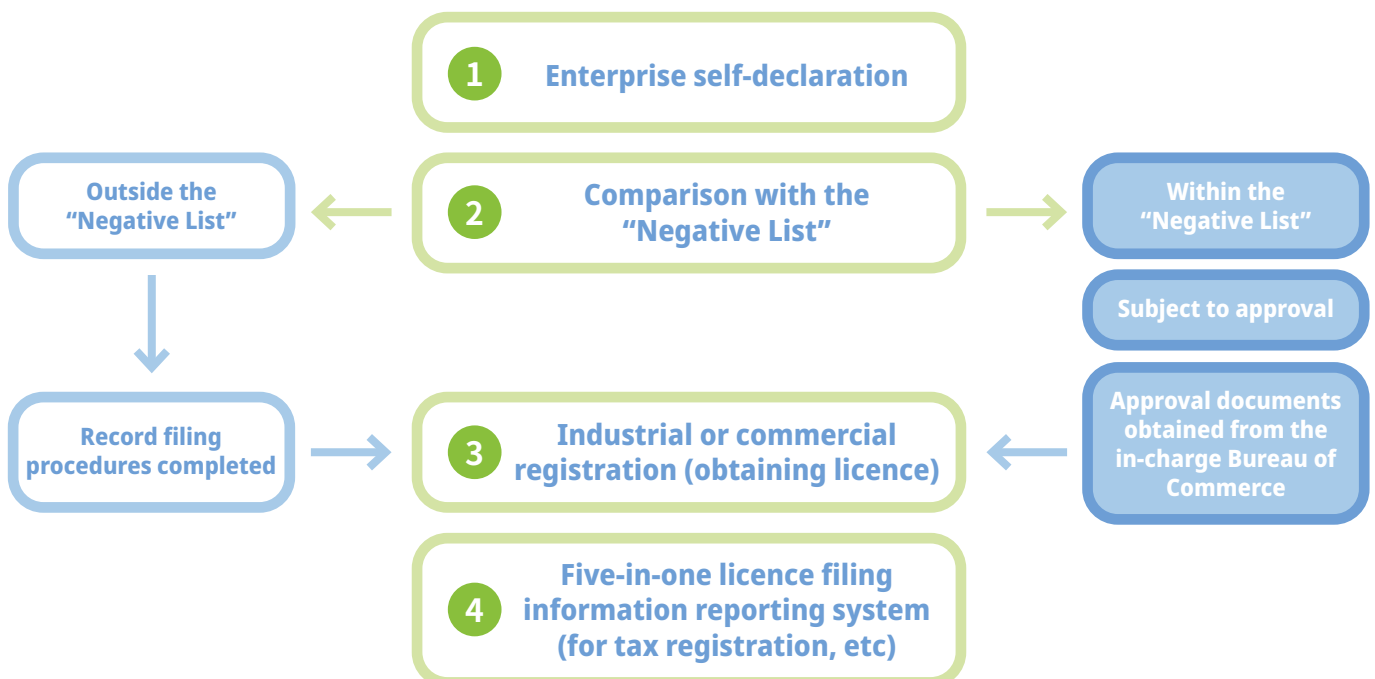 1
Enterprise self-declaration
Outside the
“Negative List”
2
Comparison with the
“Negative List”
Within the
“Negative List”
Subject to approval
Record filing
procedures completed
3
Industrial or commercial
registration (obtaining licence)
Approval documents
obtained from the
in-charge Bureau of
Commerce
4
Five-in-one licence filing
information reporting system
(for tax registration, etc)